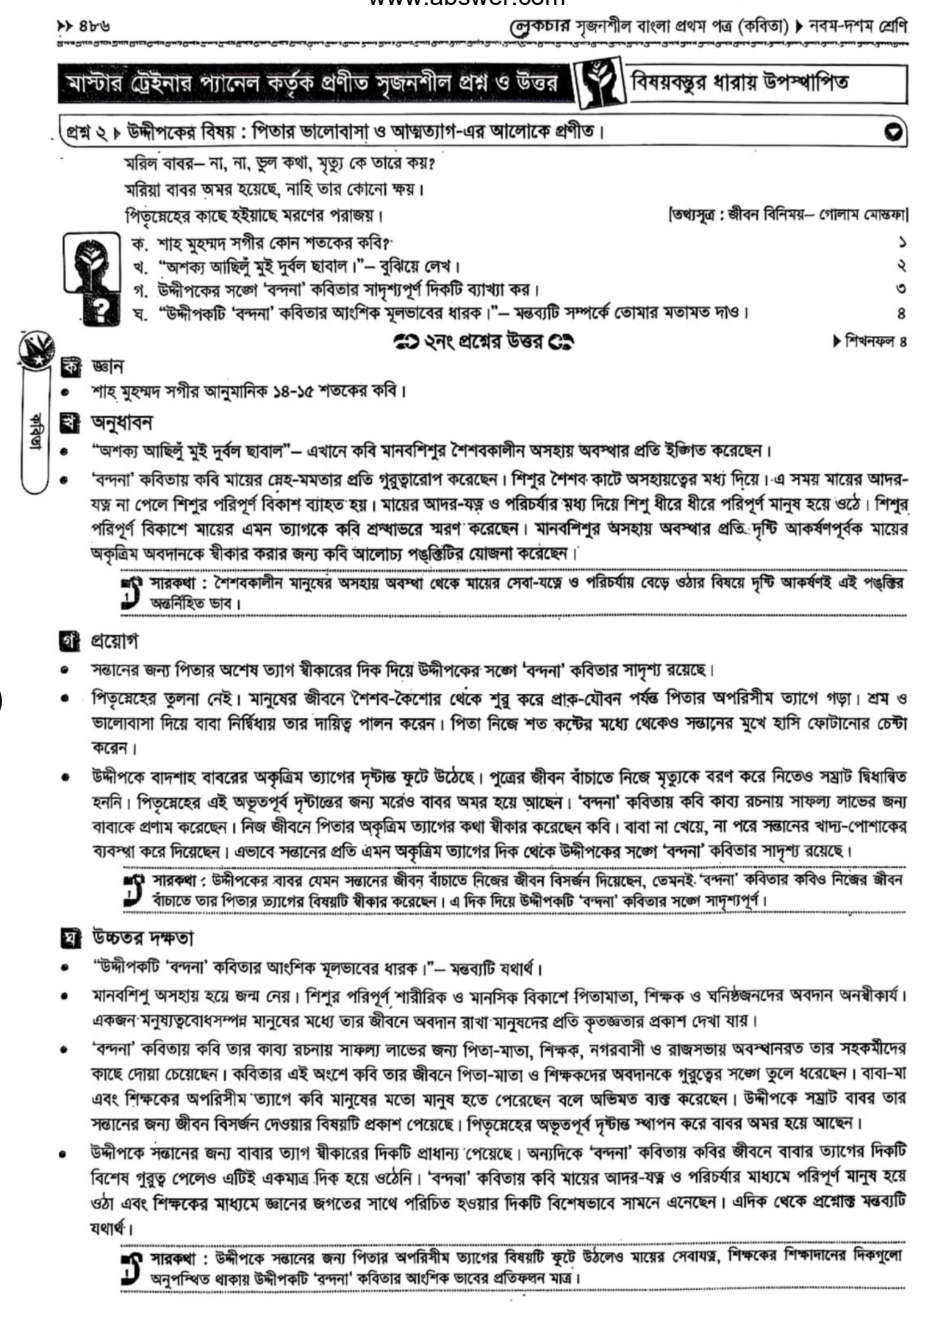 www.abswer.com
>> ৪৮৬
লেকচার সৃজনশীল বাংলা প্রথম পত্র (কবিতা) ▶ নবম-দশম শ্রেণি
মাস্টার ট্রেইনার প্যানেল কর্তৃক প্রণীত সৃজনশীল প্রশ্ন ও উত্তর
বিষয়বস্তুর ধারায় উপস্থাপিত
প্রশ্ন ২ ▶ উদ্দীপকের বিষয় : পিতার ভালোবাসা ও আত্মত্যাগ-এর আলোকে প্রণীত।
মরিল বাবর– না, না, ভুল কথা, মৃত্যু কে তারে কয়?
মরিয়া বাবর অমর হয়েছে, নাহি তার কোনো ক্ষয়।
পিতৃস্নেহের কাছে হইয়াছে মরণের পরাজয়।
[তথ্যসূত্র : জীবন বিনিময়– গোলাম মোস্তফা]
ক. শাহ মুহম্মদ সগীর কোন শতকের কবি? ১
খ. “অশক্য আছিলুঁ মুই দুর্বল ছাবাল।”– বুঝিয়ে লেখ। ২
গ. উদ্দীপকের সঙ্গে ‘বন্দনা’ কবিতার সাদৃশ্যপূর্ণ দিকটি ব্যাখ্যা কর। ৩
ঘ. “উদ্দীপকটি ‘বন্দনা’ কবিতার আংশিক মূলভাবের ধারক।”– মন্তব্যটি সম্পর্কে তোমার মতামত দাও। ৪
২নং প্রশ্নের উত্তর
▶ শিখনফল ৪
কবিতা
ক জ্ঞান
• শাহ মুহম্মদ সগীর আনুমানিক ১৪-১৫ শতকের কবি।
খ অনুধাবন
• “অশক্য আছিলুঁ মুই দুর্বল ছাবাল”– এখানে কবি মানবশিশুর শৈশবকালীন অসহায় অবস্থার প্রতি ইঙ্গিত করেছেন।
• ‘বন্দনা’ কবিতায় কবি মায়ের স্নেহ-মমতার প্রতি গুরুত্বারোপ করেছেন। শিশুর শৈশব কাটে অসহায়ত্বের মধ্য দিয়ে। এ সময় মায়ের আদর-
যত্ন না পেলে শিশুর পরিপূর্ণ বিকাশ ব্যাহত হয়। মায়ের আদর-যত্ন ও পরিচর্যার মধ্য দিয়ে শিশু ধীরে ধীরে পরিপূর্ণ মানুষ হয়ে ওঠে। শিশুর
পরিপূর্ণ বিকাশে মায়ের এমন ত্যাগকে কবি শ্রদ্ধাভরে স্মরণ করেছেন। মানবশিশুর অসহায় অবস্থার প্রতি দৃষ্টি আকর্ষণপূর্বক মায়ের
অকৃত্রিম অবদানকে স্বীকার করার জন্য কবি আলোচ্য পঙ্‌ক্তিটির যোজনা করেছেন।
সারকথা : শৈশবকালীন মানুষের অসহায় অবস্থা থেকে মায়ের সেবা-যত্নে ও পরিচর্যায় বেড়ে ওঠার বিষয়ে দৃষ্টি আকর্ষণই এই পঙ্‌ক্তির
অন্তর্নিহিত ভাব।
গ প্রয়োগ
• সন্তানের জন্য পিতার অশেষ ত্যাগ স্বীকারের দিক দিয়ে উদ্দীপকের সঙ্গে ‘বন্দনা’ কবিতার সাদৃশ্য রয়েছে।
• পিতৃস্নেহের তুলনা নেই। মানুষের জীবনে শৈশব-কৈশোর থেকে শুরু করে প্রাক-যৌবন পর্যন্ত পিতার অপরিসীম ত্যাগে গড়া। শ্রম ও
ভালোবাসা দিয়ে বাবা নির্দ্বিধায় তার দায়িত্ব পালন করেন। পিতা নিজে শত কষ্টের মধ্যে থেকেও সন্তানের মুখে হাসি ফোটানোর চেষ্টা
করেন।
• উদ্দীপকে বাদশাহ বাবরের অকৃত্রিম ত্যাগের দৃষ্টান্ত ফুটে উঠেছে। পুত্রের জীবন বাঁচাতে নিজে মৃত্যুকে বরণ করে নিতেও সম্রাট দ্বিধান্বিত
হননি। পিতৃস্নেহের এই অভূতপূর্ব দৃষ্টান্তের জন্য মরেও বাবর অমর হয়ে আছেন। ‘বন্দনা’ কবিতায় কবি কাব্য রচনায় সাফল্য লাভের জন্য
বাবাকে প্রণাম করেছেন। নিজ জীবনে পিতার অকৃত্রিম ত্যাগের কথা স্বীকার করেছেন কবি। বাবা না খেয়ে, না পরে সন্তানের খাদ্য-পোশাকের
ব্যবস্থা করে দিয়েছেন। এভাবে সন্তানের প্রতি এমন অকৃত্রিম ত্যাগের দিক থেকে উদ্দীপকের সঙ্গে ‘বন্দনা’ কবিতার সাদৃশ্য রয়েছে।
সারকথা : উদ্দীপকের বাবর যেমন সন্তানের জীবন বাঁচাতে নিজের জীবন বিসর্জন দিয়েছেন, তেমনই ‘বন্দনা’ কবিতার কবিও নিজের জীবন
বাঁচাতে তার পিতার ত্যাগের বিষয়টি স্বীকার করেছেন। এ দিক দিয়ে উদ্দীপকটি ‘বন্দনা’ কবিতার সঙ্গে সাদৃশ্যপূর্ণ।
ঘ উচ্চতর দক্ষতা
• “উদ্দীপকটি ‘বন্দনা’ কবিতার আংশিক মূলভাবের ধারক।”– মন্তব্যটি যথার্থ।
• মানবশিশু অসহায় হয়ে জন্ম নেয়। শিশুর পরিপূর্ণ শারীরিক ও মানসিক বিকাশে পিতামাতা, শিক্ষক ও ঘনিষ্ঠজনদের অবদান অনস্বীকার্য।
একজন মনুষ্যত্ববোধসম্পন্ন মানুষের মধ্যে তার জীবনে অবদান রাখা মানুষদের প্রতি কৃতজ্ঞতার প্রকাশ দেখা যায়।
• ‘বন্দনা’ কবিতায় কবি তার কাব্য রচনায় সাফল্য লাভের জন্য পিতা-মাতা, শিক্ষক, নগরবাসী ও রাজসভায় অবস্থানরত তার সহকর্মীদের
কাছে দোয়া চেয়েছেন। কবিতার এই অংশে কবি তার জীবনে পিতা-মাতা ও শিক্ষকদের অবদানকে গুরুত্বের সঙ্গে তুলে ধরেছেন। বাবা-মা
এবং শিক্ষকের অপরিসীম ত্যাগে কবি মানুষের মতো মানুষ হতে পেরেছেন বলে অভিমত ব্যক্ত করেছেন। উদ্দীপকে সম্রাট বাবর তার
সন্তানের জন্য জীবন বিসর্জন দেওয়ার বিষয়টি প্রকাশ পেয়েছে। পিতৃস্নেহের অভূতপূর্ব দৃষ্টান্ত স্থাপন করে বাবর অমর হয়ে আছেন।
• উদ্দীপকে সন্তানের জন্য বাবার ত্যাগ স্বীকারের দিকটি প্রাধান্য পেয়েছে। অন্যদিকে ‘বন্দনা’ কবিতায় কবির জীবনে বাবার ত্যাগের দিকটি
বিশেষ গুরুত্ব পেলেও এটিই একমাত্র দিক হয়ে ওঠেনি। ‘বন্দনা’ কবিতায় কবি মায়ের আদর-যত্ন ও পরিচর্যার মাধ্যমে পরিপূর্ণ মানুষ হয়ে
ওঠা এবং শিক্ষকের মাধ্যমে জ্ঞানের জগতের সাথে পরিচিত হওয়ার দিকটি বিশেষভাবে সামনে এনেছেন। এদিক থেকে প্রশ্নোক্ত মন্তব্যটি
যথার্থ।
সারকথা : উদ্দীপকে সন্তানের জন্য পিতার অপরিসীম ত্যাগের বিষয়টি ফুটে উঠলেও মায়ের সেবাযত্ন, শিক্ষকের শিক্ষাদানের দিকগুলো
অনুপস্থিত থাকায় উদ্দীপকটি ‘বন্দনা’ কবিতার আংশিক ভাবের প্রতিফলন মাত্র।